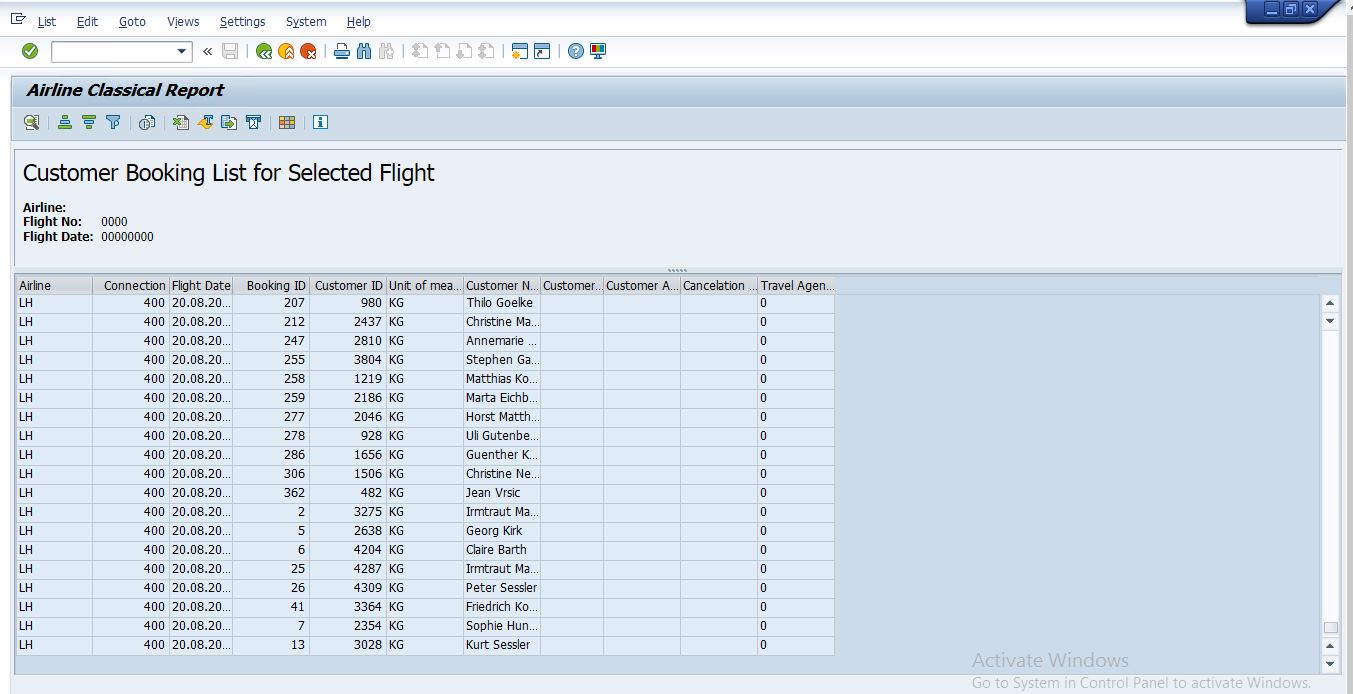 List Edit Goto Views Settings System Help
Airline Classical Report
Customer Booking List for Selected Flight
Airline:
Flight No: 0000
Flight Date: 00000000
Airline Connection Flight Date Booking ID Customer ID Unit of mea... Customer N... Customer... Customer A... Cancelation ... Travel Agen...
LH 400 20.08.20... 207 980 KG Thilo Goelke 0
LH 400 20.08.20... 212 2437 KG Christine Ma... 0
LH 400 20.08.20... 247 2810 KG Annemarie ... 0
LH 400 20.08.20... 255 3804 KG Stephen Ga... 0
LH 400 20.08.20... 258 1219 KG Matthias Ko... 0
LH 400 20.08.20... 259 2186 KG Marta Eichb... 0
LH 400 20.08.20... 277 2046 KG Horst Matth... 0
LH 400 20.08.20... 278 928 KG Uli Gutenbe... 0
LH 400 20.08.20... 286 1656 KG Guenther K... 0
LH 400 20.08.20... 306 1506 KG Christine Ne... 0
LH 400 20.08.20... 362 482 KG Jean Vrsic 0
LH 400 20.08.20... 2 3275 KG Irmtraut Ma... 0
LH 400 20.08.20... 5 2638 KG Georg Kirk 0
LH 400 20.08.20... 6 4204 KG Claire Barth 0
LH 400 20.08.20... 25 4287 KG Irmtraut Ma... 0
LH 400 20.08.20... 26 4309 KG Peter Sessler 0
LH 400 20.08.20... 41 3364 KG Friedrich Ko... 0
LH 400 20.08.20... 7 2354 KG Sophie Hun... 0
LH 400 20.08.20... 13 3028 KG Kurt Sessler 0
Activate Windows
Go to System in Control Panel to activate Windows.